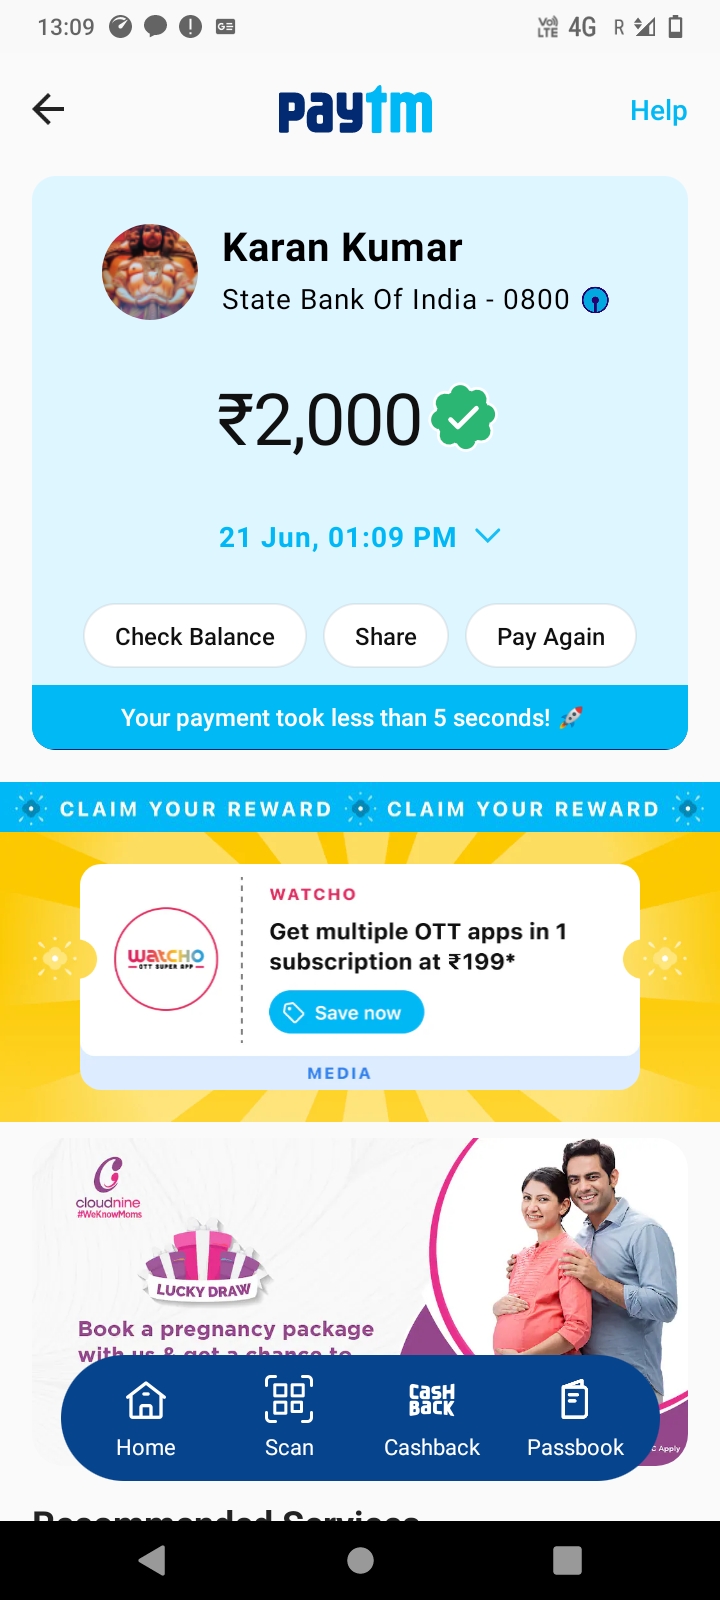 13:09 Vo) LTE 4G R
paytm Help
Karan Kumar
State Bank Of India - 0800
₹2,000
21 Jun, 01:09 PM
Check Balance Share Pay Again
Your payment took less than 5 seconds! 🚀
CLAIM YOUR REWARD CLAIM YOUR REWARD
WATCHO
Get multiple OTT apps in 1
subscription at ₹199*
WATCHO
OTT SUPER APP
Save now
MEDIA
cloudnine
#WeKnowMoms
LUCKY DRAW
Book a pregnancy package
with us & get a chance to
CASH BACK
Home Scan Cashback Passbook
C Apply
Recommended Services